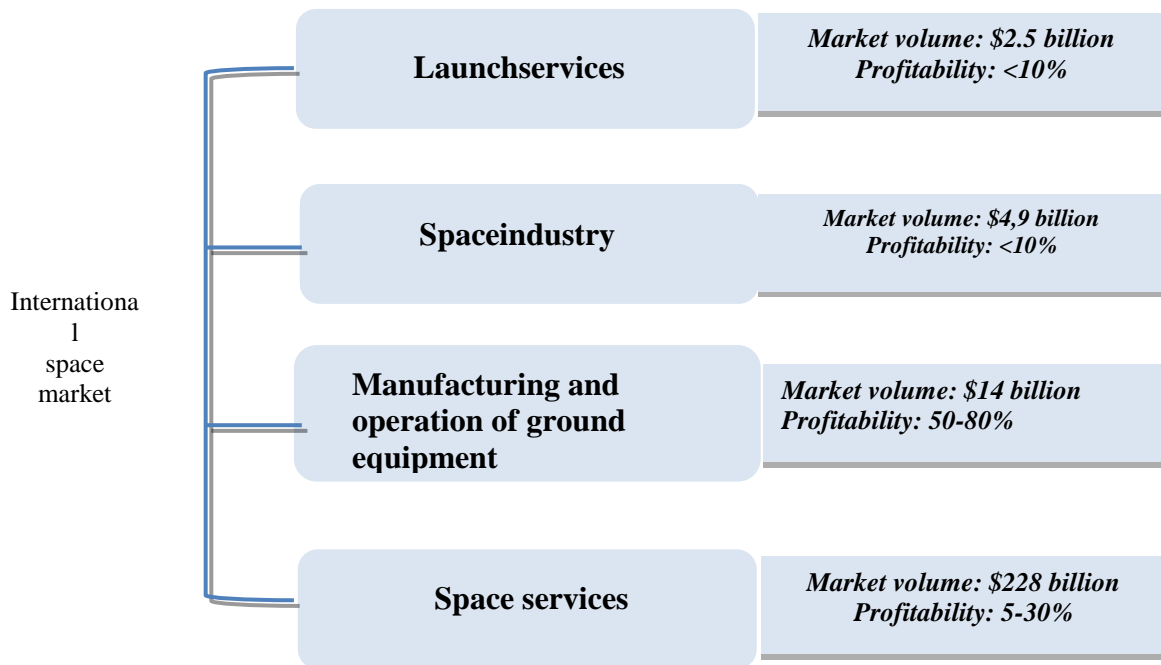 Launchservices
Market volume: $2.5 billion
Profitability: <10%
Spaceindustry
Market volume: $4,9 billion
Profitability: <10%
Internationa
l
space
market
Manufacturing and
operation of ground
equipment
Market volume: $14 billion
Profitability: 50-80%
Space services
Market volume: $228 billion
Profitability: 5-30%